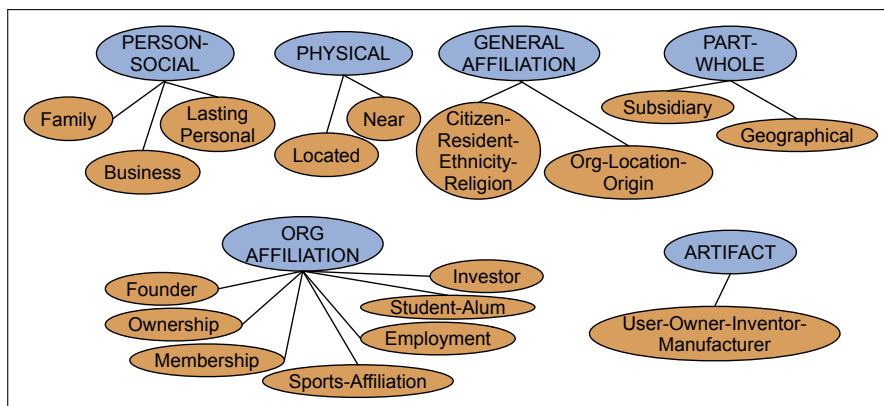 PERSON-
SOCIAL
PHYSICAL
GENERAL
AFFILIATION
PART-
WHOLE
Family
Lasting
Personal
Business
Near
Located
Citizen-
Resident-
Ethnicity-
Religion
Org-Location-
Origin
Subsidiary
Geographical
ORG
AFFILIATION
ARTIFACT
Founder
Investor
Student-Alum
Ownership
Employment
Membership
Sports-Affiliation
User-Owner-Inventor-
Manufacturer